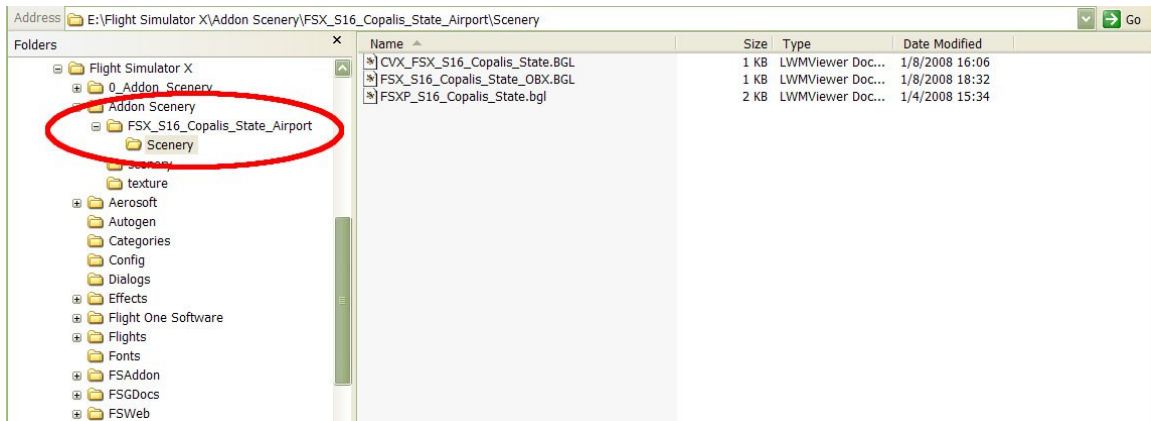 Address E:\Flight Simulator X\Addon Scenery\FSX_S16_Copalis_State_Airport\Scenery Go
Folders x
Name Size Type Date Modified
Flight Simulator X
0_Addon_Scenery
Addon Scenery
FSX_S16_Copalis_State_Airport
Scenery
scenery
texture
Aerosoft
Autogen
Categories
Config
Dialogs
Effects
Flight One Software
Flights
Fonts
FSAddon
FSGDocs
FSWeb
CVX_FSX_S16_Copalis_State.BGL 1 KB LWMViewer Doc... 1/8/2008 16:06
FSX_S16_Copalis_State_OBX.BGL 1 KB LWMViewer Doc... 1/8/2008 18:32
FSXP_S16_Copalis_State.bgl 2 KB LWMViewer Doc... 1/4/2008 15:34